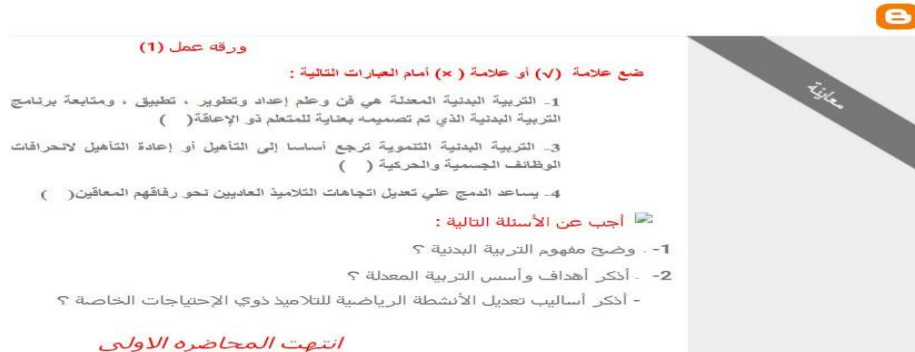 معاينة
ورقه عمل (1)
ضع علامة (√) أو علامة ( ×) أمام العبارات التالية :
1- التربية البدنية المعدلة هي فن وعلم إعداد وتطوير ، تطبيق ، ومتابعة برنامج
التربية البدنية الذي تم تصميمه بعناية للمتعلم ذو الإعاقة( )
3- التربية البدنية التنموية ترجع أساسا إلى التأهيل أو إعادة التأهيل لانحرافات
الوظائف الجسمية والحركية ( )
4- يساعد الدمج علي تعديل اتجاهات التلاميذ العاديين نحو رفاقهم المعاقين( )
أجب عن الأسئلة التالية :
1- . وضح مفهوم التربية البدنية ؟
2- . أذكر أهداف وأسس التربية المعدلة ؟
- أذكر أساليب تعديل الأنشطة الرياضية للتلاميذ ذوي الإحتياجات الخاصة ؟
انتهت المحاضره الاولى